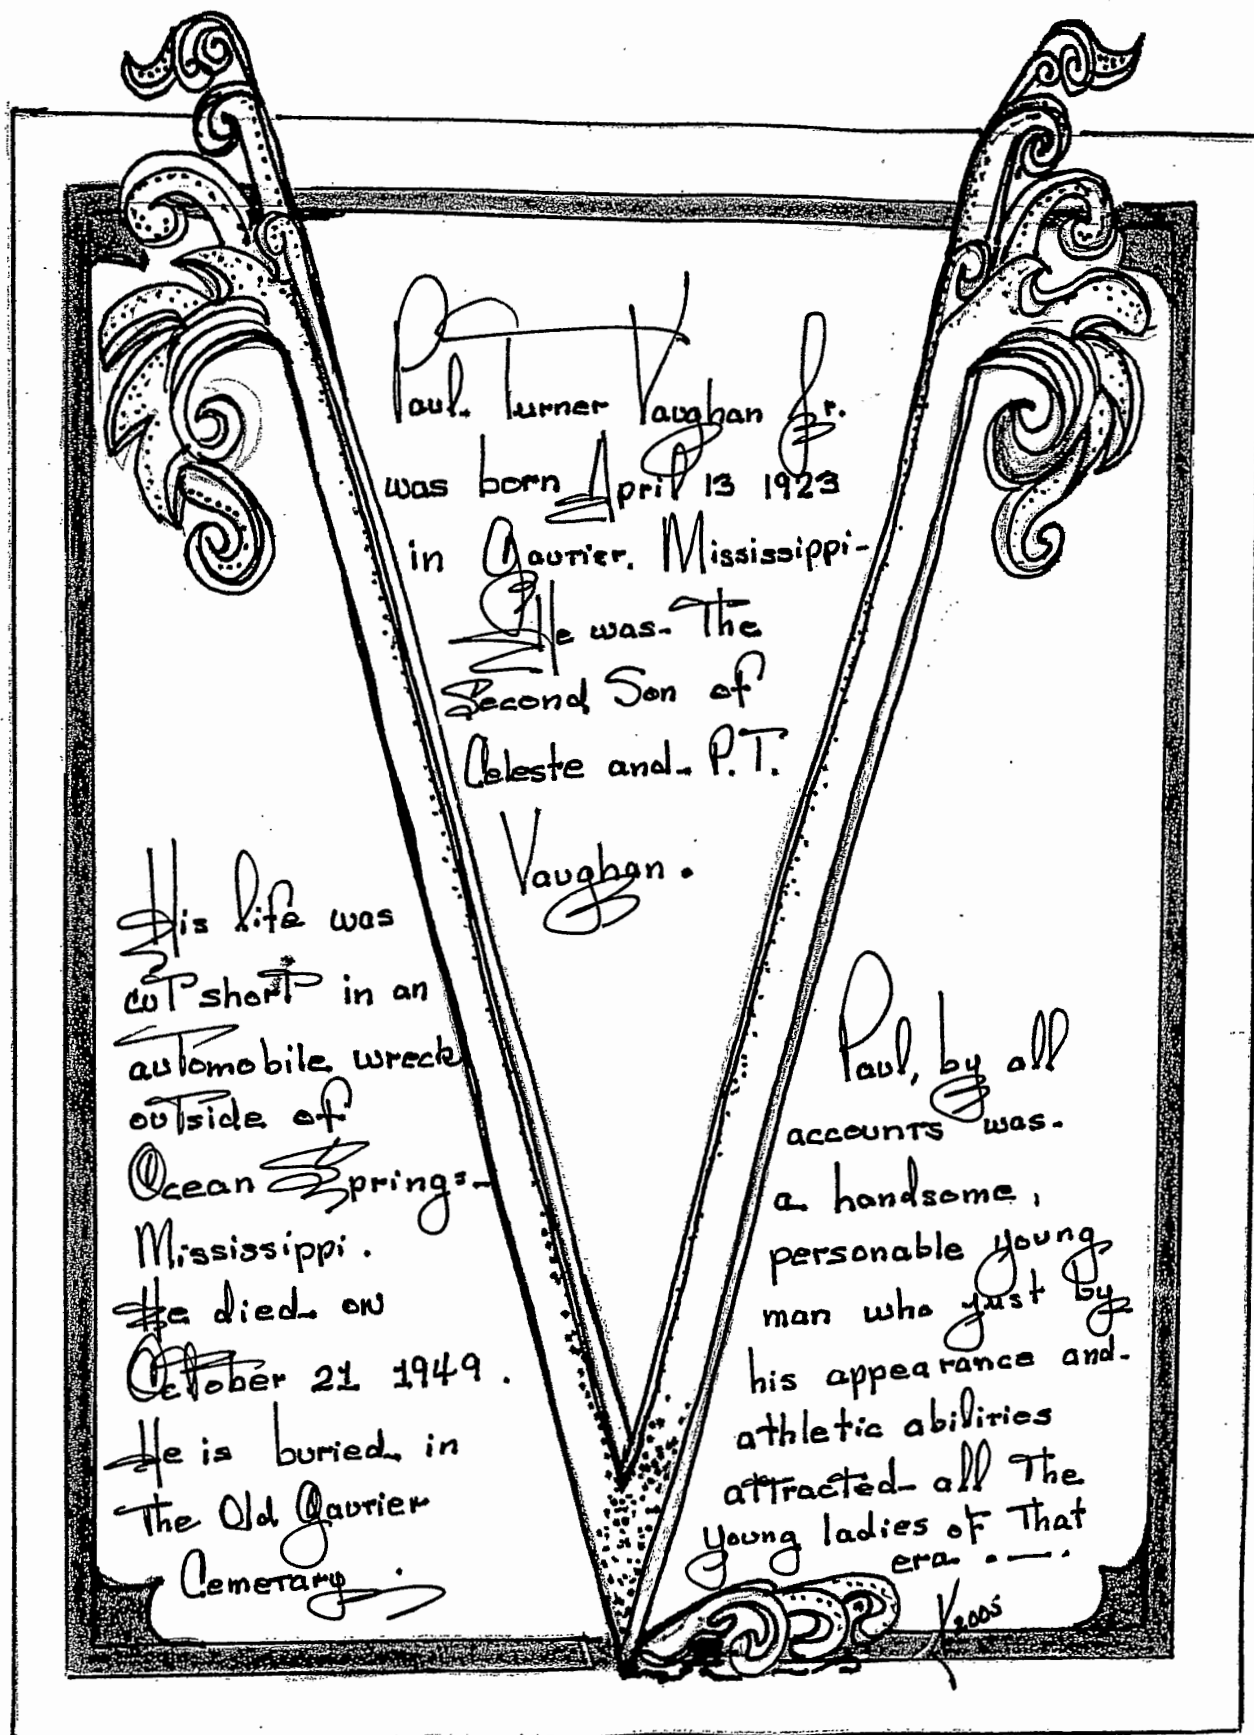 Paul Turner Vaughan Jr.
was born April 13 1923
in Gautier. Mississippi-
He was the
Second Son of
Celeste and P.T.
Vaughan.
His life was
cut short in an
automobile wreck
outside of
Ocean Springs-
Mississippi.
He died on
October 21 1949.
He is buried in
The Old Gautier
Cemetary.
Paul, by all
accounts was.
a handsome,
personable young
man who just by
his appearance and
athletic abilities
attracted all The
young ladies of That
era. —.
2005